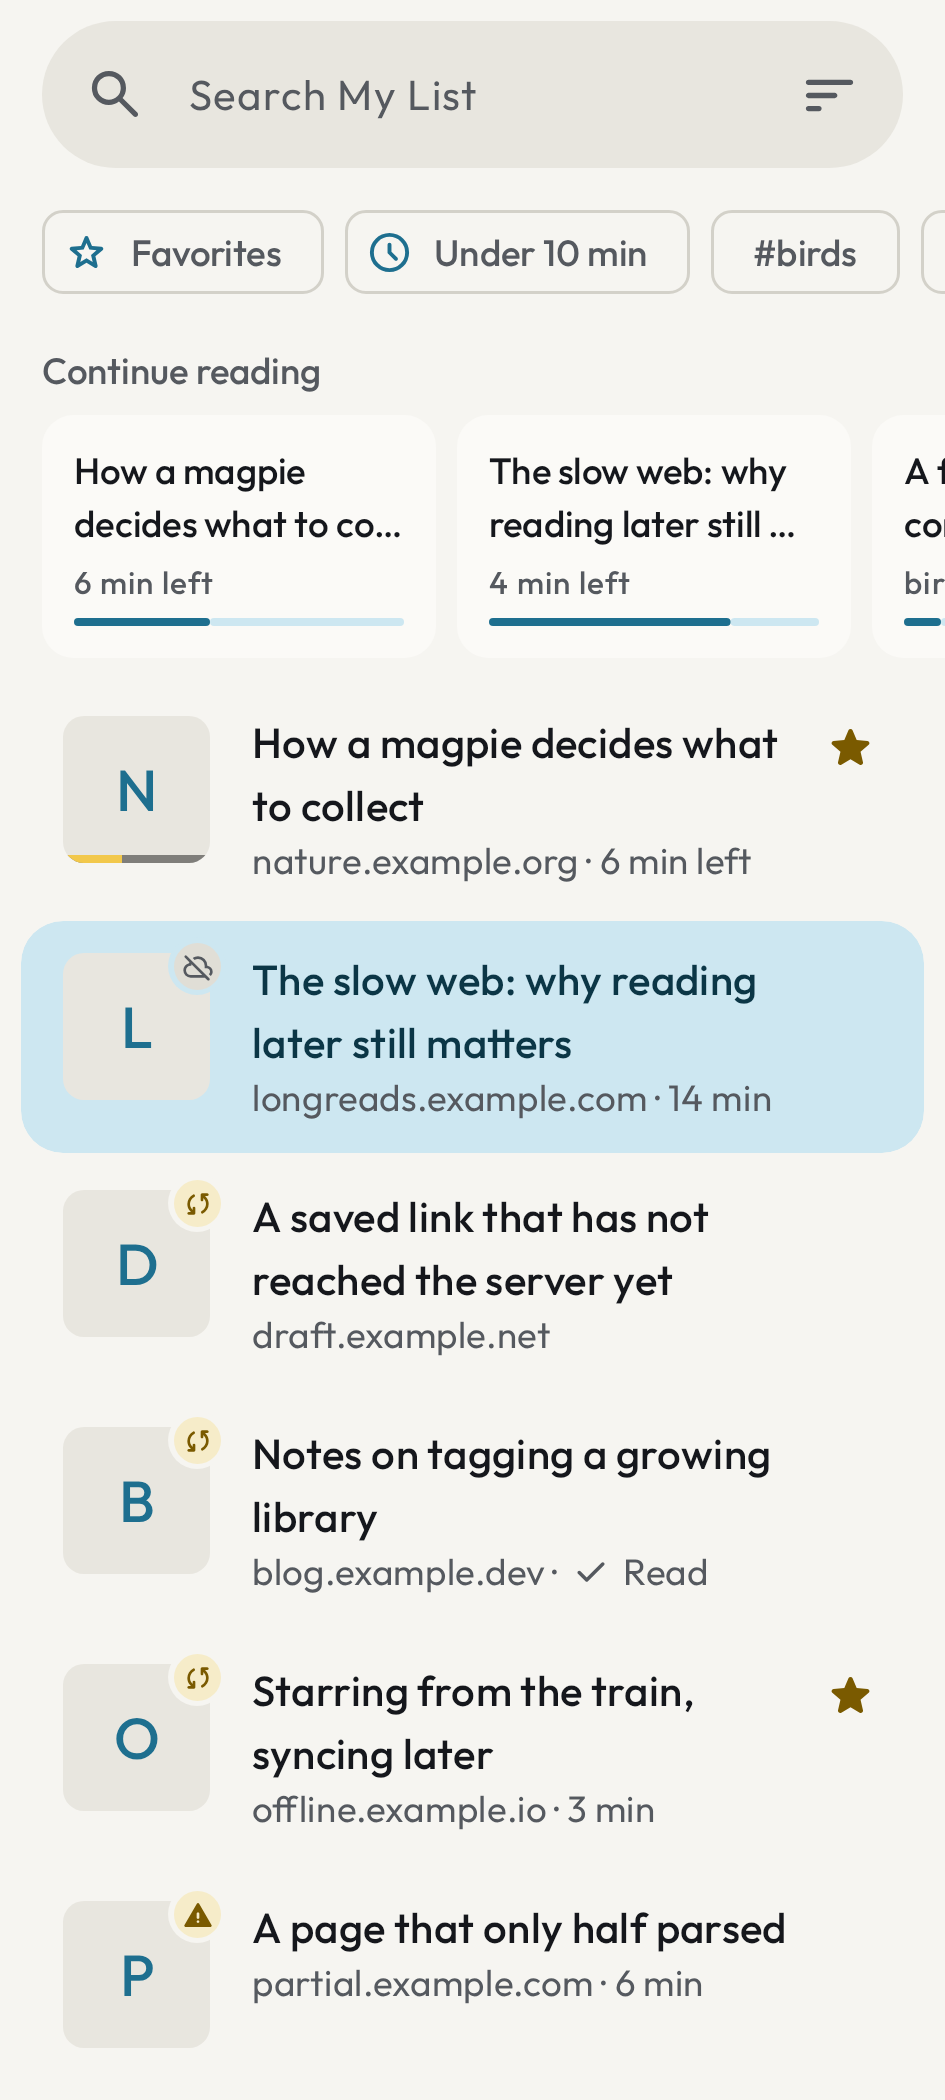 Search My List
Favorites
Under 10 min
#birds
Continue reading
How a magpie
decides what to co...
6 min left
The slow web: why
reading later still ...
4 min left
A
bir
N
How a magpie decides what
to collect
nature.example.org · 6 min left
L
The slow web: why reading
later still matters
longreads.example.com · 14 min
D
A saved link that has not
reached the server yet
draft.example.net
B
Notes on tagging a growing
library
blog.example.dev · ✓ Read
O
Starring from the train,
syncing later
offline.example.io · 3 min
P
A page that only half parsed
partial.example.com · 6 min